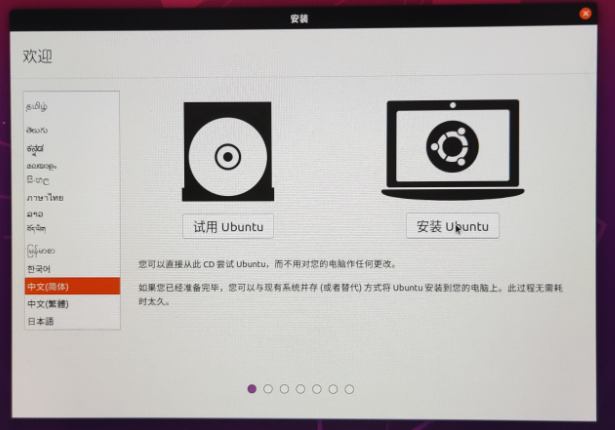 安装
欢迎
தமிழ்
తెలుగు
ಕನ್ನಡ
മലയാളം
සිංහල
ภาษาไทย
ລາວ
རྫོང་ཁ
မြန်မာစာ
한국어
中文(简体)
中文(繁體)
日本語
试用 Ubuntu
安装 Ubuntu
您可以直接从此 CD 尝试 Ubuntu，而不用对您的电脑作任何更改。
如果您已经准备完毕，您可以与现有系统并存 (或者替代) 方式将 Ubuntu 安装到您的电脑上。此过程无需耗
时太久。